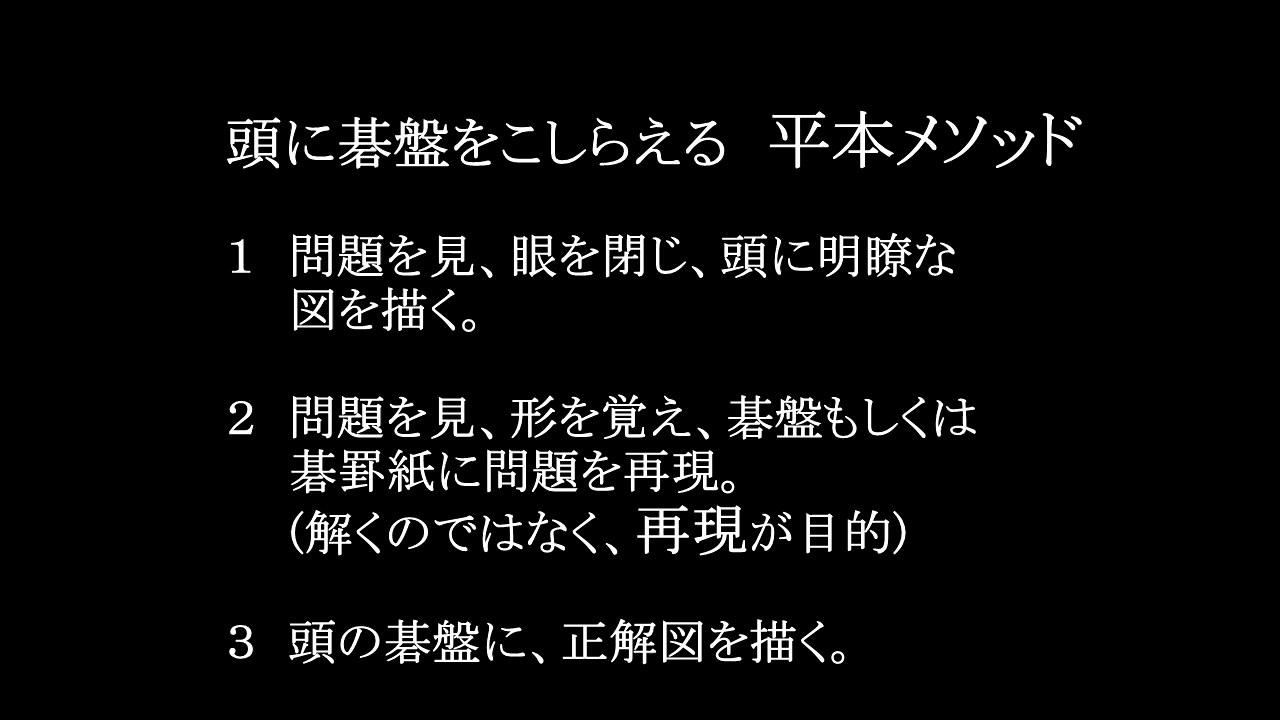 頭に碁盤をこしらえる　平本メソッド
１　問題を見、眼を閉じ、頭に明瞭な
図を描く。
２　問題を見、形を覚え、碁盤もしくは
碁罫紙に問題を再現。
(解くのではなく、再現が目的)
３　頭の碁盤に、正解図を描く。